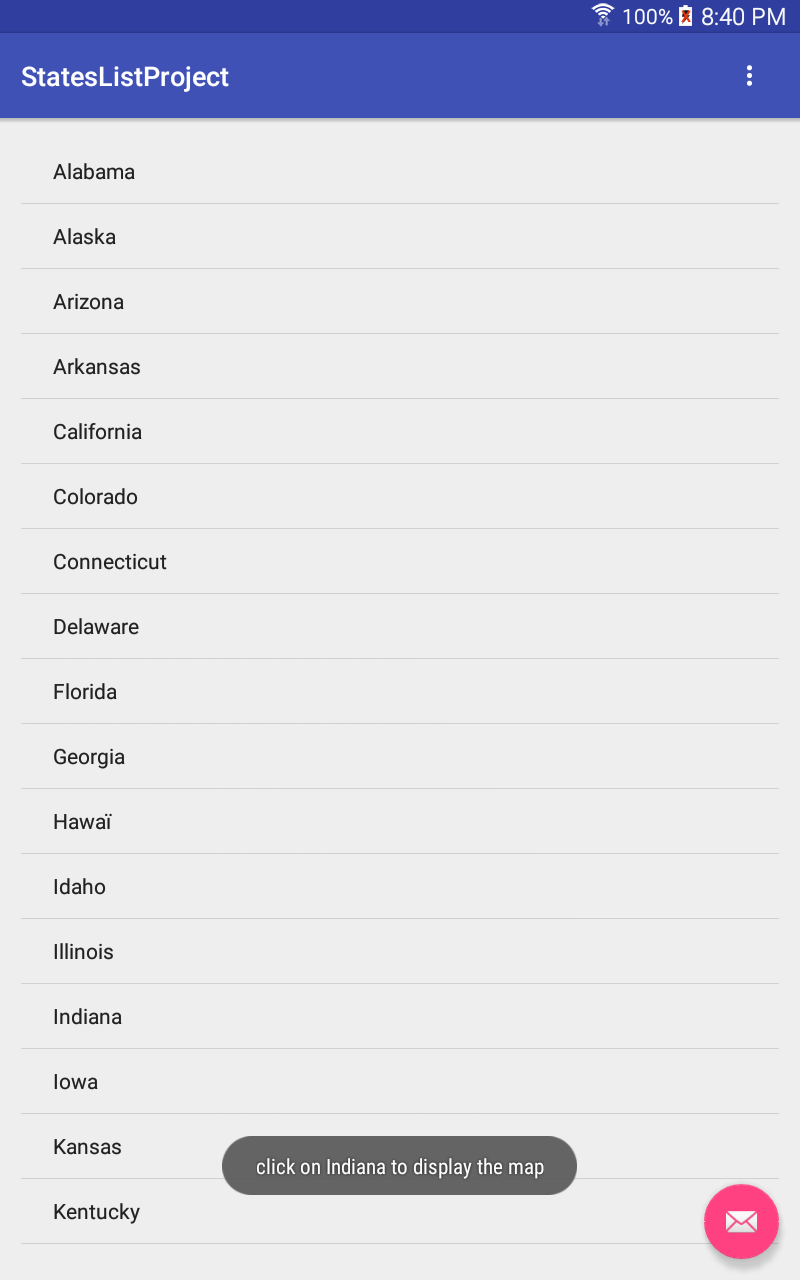 100% 8:40 PM
StatesListProject
Alabama
Alaska
Arizona
Arkansas
California
Colorado
Connecticut
Delaware
Florida
Georgia
Hawaï
Idaho
Illinois
Indiana
Iowa
Kansas
click on Indiana to display the map
Kentucky